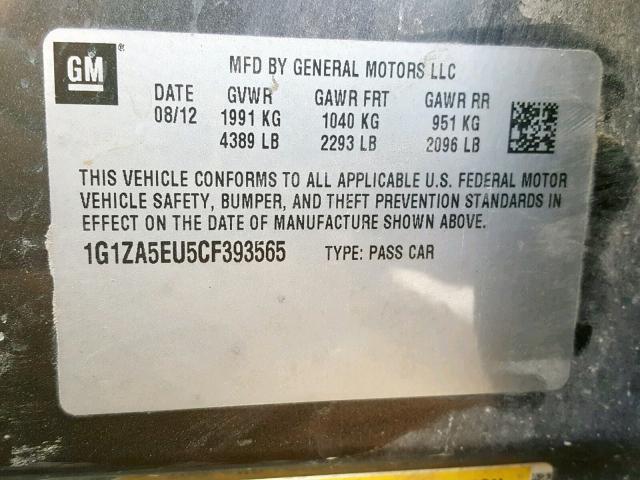 GM ®
MFD BY GENERAL MOTORS LLC
DATE GVWR GAWR FRT GAWR RR
08/12 1991 KG 1040 KG 951 KG
4389 LB 2293 LB 2096 LB
THIS VEHICLE CONFORMS TO ALL APPLICABLE U.S. FEDERAL MOTOR
VEHICLE SAFETY, BUMPER, AND THEFT PREVENTION STANDARDS IN
EFFECT ON THE DATE OF MANUFACTURE SHOWN ABOVE.
1G1ZA5EU5CF393565 TYPE: PASS CAR